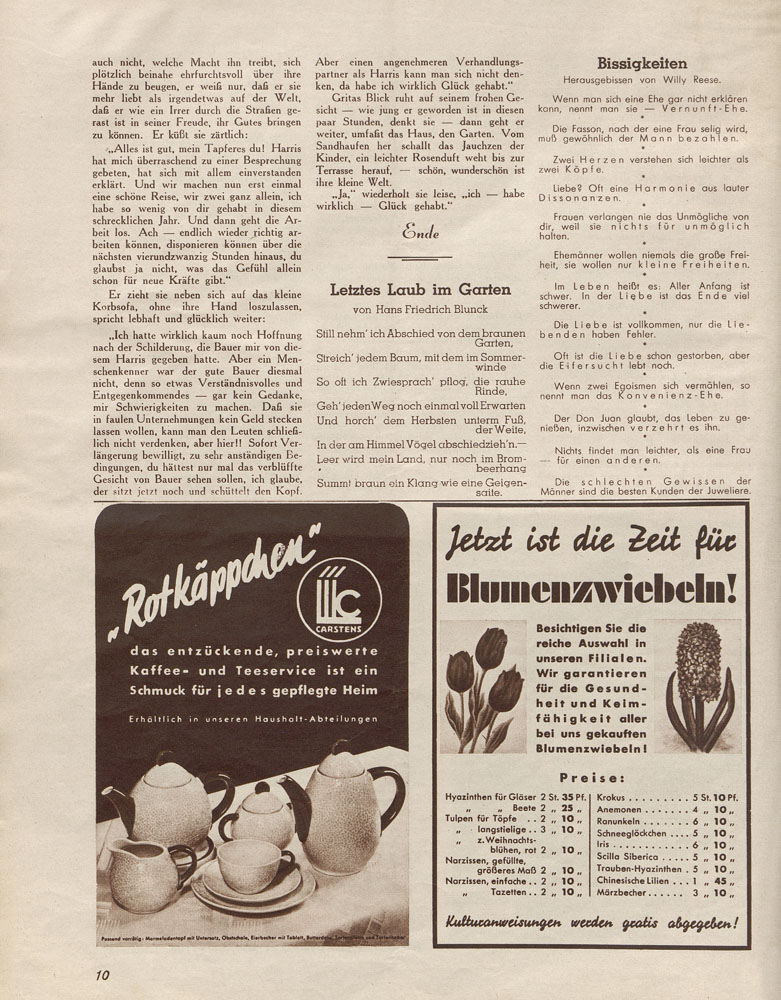 auch nicht, welche Macht ihn treibt, sich
plötzlich beinahe ehrfurchtsvoll über ihre
Hände zu beugen, er weiß nur, daß er sie
mehr liebt als irgendetwas auf der Welt,
daß er wie ein Irrer durch die Straßen ge-
rast ist in seiner Freude, ihr Gutes bringen
zu können. Er küßt sie zärtlich:
„Alles ist gut, mein Tapferes du! Harris
hat mich überraschend zu einer Besprechung
gebeten, hat sich mit allem einverstanden
erklärt. Und wir machen nun erst einmal
eine schöne Reise, wir zwei ganz allein, ich
habe so wenig von dir gehabt in diesem
schrecklichen Jahr. Und dann geht die Ar-
beit los. Ach — endlich wieder richtig ar-
beiten können, disponieren können über die
nächsten vierundzwanzig Stunden hinaus, du
glaubst ja nicht, was das Gefühl allein
schon für neue Kräfte gibt.“
Er zieht sie neben sich auf das kleine
Korbsofa, ohne ihre Hand loszulassen,
spricht lebhaft und glücklich weiter:
„Ich hatte wirklich kaum noch Hoffnung
nach der Schilderung, die Bauer mir von die-
sem Harris gegeben hatte. Aber ein Men-
schenkenner war der gute Bauer diesmal
nicht, denn so etwas Verständnisvolles und
Entgegenkommendes — gar kein Gedanke,
mir Schwierigkeiten zu machen. Daß sie
in faulen Unternehmungen kein Geld stecken
lassen wollen, kann man den Leuten schließ-
lich nicht verdenken, aber hier!! Sofort Ver-
längerung bewilligt, zu sehr anständigen Be-
dingungen, du hättest nur mal das verblüffte
Gesicht von Bauer sehen sollen, ich glaube,
der sitzt jetzt noch und schüttelt den Kopf.
Aber einen angenehmeren Verhandlungs-
partner als Harris kann man sich nicht den-
ken, da habe ich wirklich Glück gehabt.“
Gritas Blick ruht auf seinem frohen Ge-
sicht — wie jung er geworden ist in diesen
paar Stunden, denkt sie — dann geht er
weiter, umfaßt das Haus, den Garten. Vom
Sandhaufen her schallt das Jauchzen der
Kinder, ein leichter Rosenduft weht bis zur
Terrasse herauf, — schön, wunderschön ist
ihre kleine Welt.
„Ja,“ wiederholt sie leise, „ich — habe
wirklich — Glück gehabt.“
Ende
Letztes Laub im Garten
von Hans Friedrich Blunck
Still nehm' ich Abschied von dem braunen
Garten,
Streich' jedem Baum, mit dem im Sommer-
winde
So oft ich Zwiesprach' pflog, die rauhe
Rinde,
Geh' jeden Weg noch einmal voll Erwarten
Und horch' dem Herbsten unterm Fuß,
der Weite,
In der am Himmel Vögel abschiedzieh'n.—
Leer wird mein Land, nur noch im Brom-
beerhang
Summt braun ein Klang wie eine Geigen-
saite.
Bissigkeiten
Herausgebissen von Willy Reese.
Wenn man sich eine Ehe gar nicht erklären
kann, nennt man sie — Vernunft-Ehe.
*
Die Fasson, nach der eine Frau selig wird,
muß gewöhnlich der Mann bezahlen.
*
Zwei Herzen verstehen sich leichter als
zwei Köpfe.
*
Liebe? Oft eine Harmonie aus lauter
Dissonanzen.
*
Frauen verlangen nie das Unmögliche von
dir, weil sie nichts für unmöglich
halten.
*
Ehemänner wollen niemals die große Frei-
heit, sie wollen nur kleine Freiheiten.
*
Im Leben heißt es: Aller Anfang ist
schwer. In der Liebe ist das Ende viel
schwerer.
*
Die Liebe ist vollkommen, nur die Lie-
benden haben Fehler.
*
Oft ist die Liebe schon gestorben, aber
die Eifersucht lebt noch.
*
Wenn zwei Egoismen sich vermählen, so
nennt man das Konvenienz-Ehe.
*
Der Don Juan glaubt, das Leben zu ge-
nießen, inzwischen verzehrt es ihn.
*
Nichts findet man leichter, als eine Frau
— für einen anderen.
*
Die schlechten Gewissen der
Männer sind die besten Kunden der Juweliere.
„Rotkäppchen“
CARSTENS
das entzückende, preiswerte
Kaffee- und Teeservice ist ein
Schmuck für jedes gepflegte Heim
Erhältlich in unseren Haushalt-Abteilungen
Passend vorrätig: Marmeladentopf mit Untersatz, Obstschale, Eierbecher mit Tablett,
Jetzt ist die Zeit für
Blumenzwiebeln!
Besichtigen Sie die
reiche Auswahl in
unseren Filialen.
Wir garantieren
für die Gesund-
heit und Keim-
fähigkeit aller
bei uns gekauften
Blumenzwiebeln!
Preise:
Hyazinthen für Gläser 2 St. 35 Pf.
„ „ Beete 2 „ 25 „
Tulpen für Töpfe . . 2 „ 10 „
„ langstielige . . 3 „ 10 „
„ z. Weihnachts-
blühen, rot 2 „ 10 „
Narzissen, gefüllte,
größeres Maß 2 „ 10 „
Narzissen, einfache . . 2 „ 10 „
„ Tazetten . . 2 „ 10 „
Krokus . . . . . . . . . 5 St. 10 Pf.
Anemonen . . . . . . . 4 „ 10 „
Ranunkeln . . . . . . . 6 „ 10 „
Schneeglöckchen . . . . 5 „ 10 „
Iris . . . . . . . . . . . 6 „ 10 „
Scilla Siberica . . . . . 5 „ 10 „
Trauben-Hyazinthen . 5 „ 10 „
Chinesische Lilien . . . 1 „ 45 „
Märzbecher . . . . . . 3 „ 10 „
Kulturanweisungen werden gratis abgegeben!
10